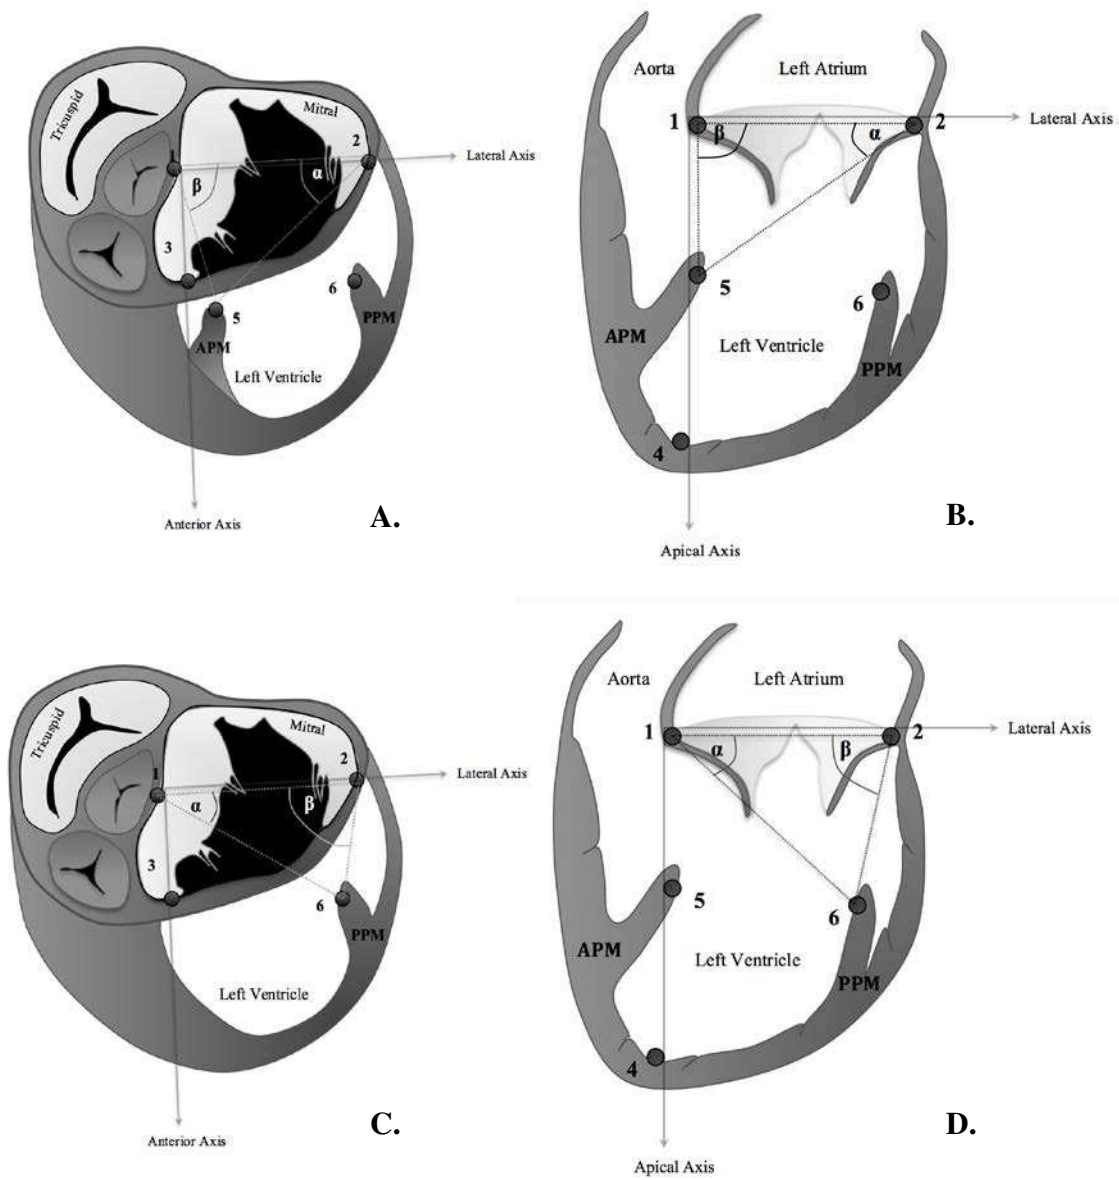 Tricuspid
Mitral
1
2
β
α
Lateral Axis
3
5
6
APM
PPM
Left Ventricle
Anterior Axis
A.
Aorta
Left Atrium
1
2
Lateral Axis
β
α
5
6
APM
Left Ventricle
PPM
4
Apical Axis
B.
Tricuspid
Mitral
1
2
Lateral Axis
α
β
3
6
PPM
Left Ventricle
Anterior Axis
C.
Aorta
Left Atrium
1
2
Lateral Axis
α
β
5
6
APM
Left Ventricle
PPM
4
Apical Axis
D.